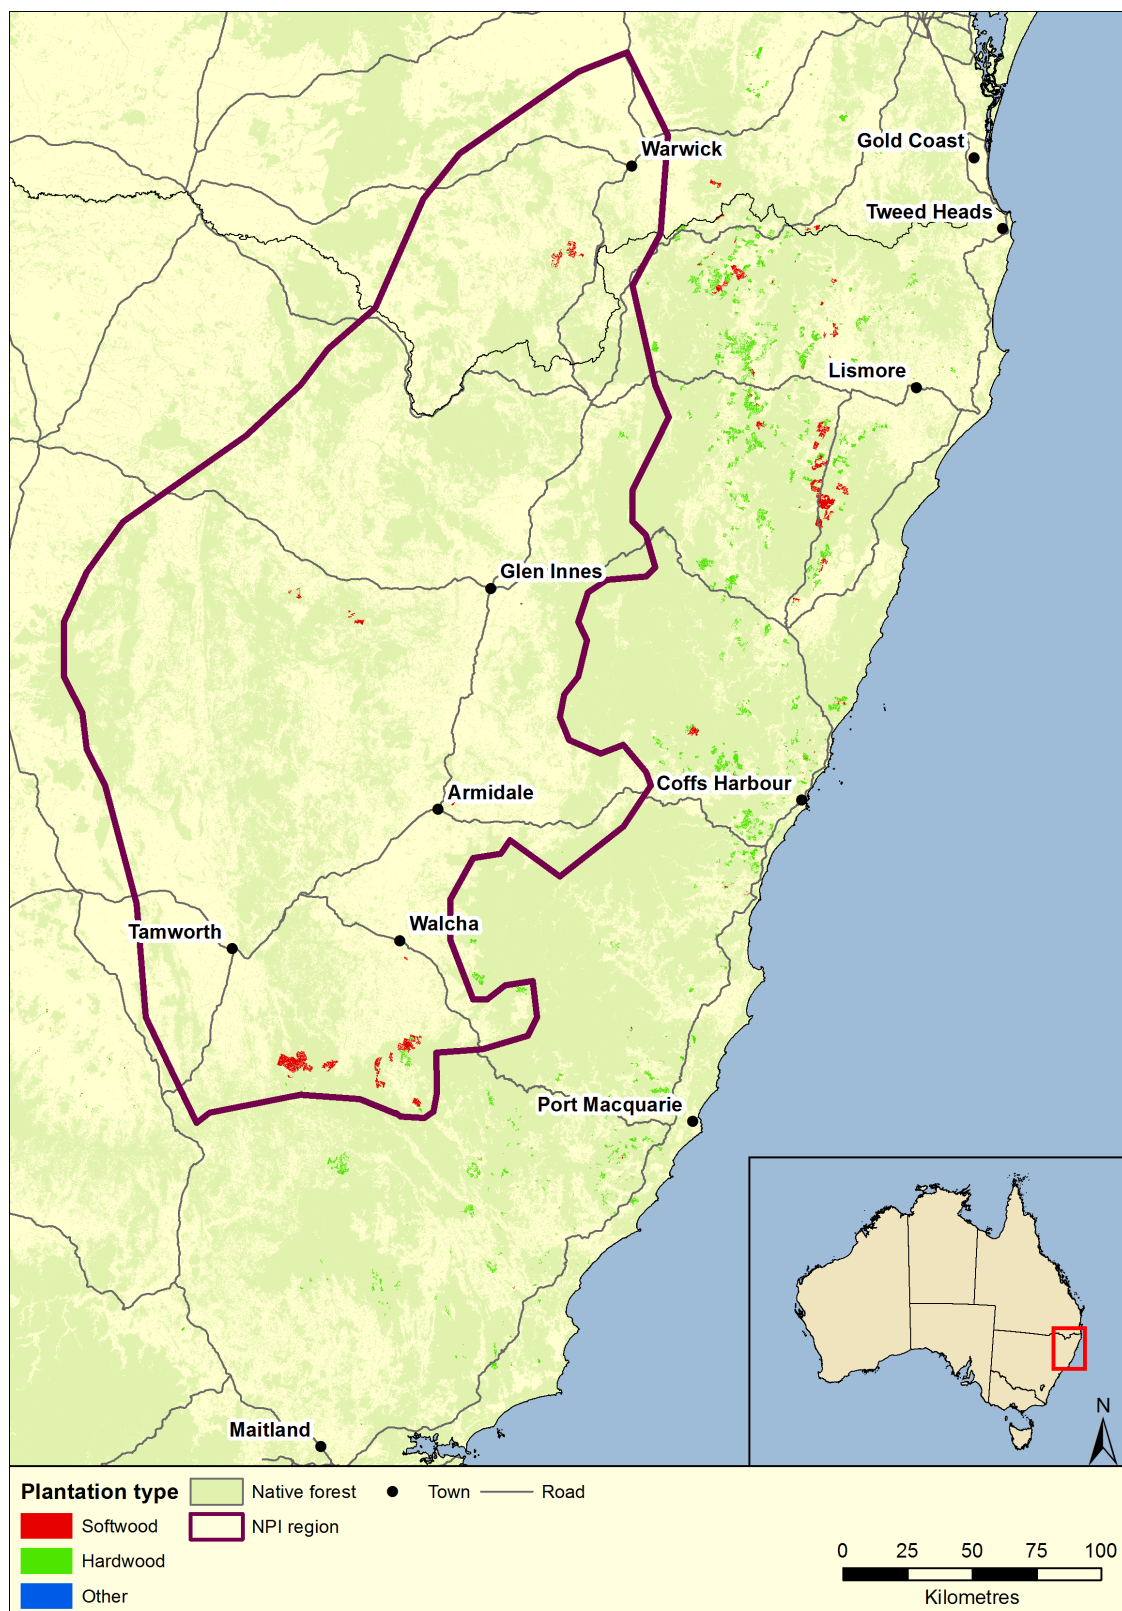 Warwick
Gold Coast
Tweed Heads
Lismore
Glen Innes
Coffs Harbour
Armidale
Walcha
Tamworth
Port Macquarie
Maitland
N
Plantation type
Native forest
Town
Road
Softwood
NPI region
Hardwood
Other
0 25 50 75 100
Kilometres